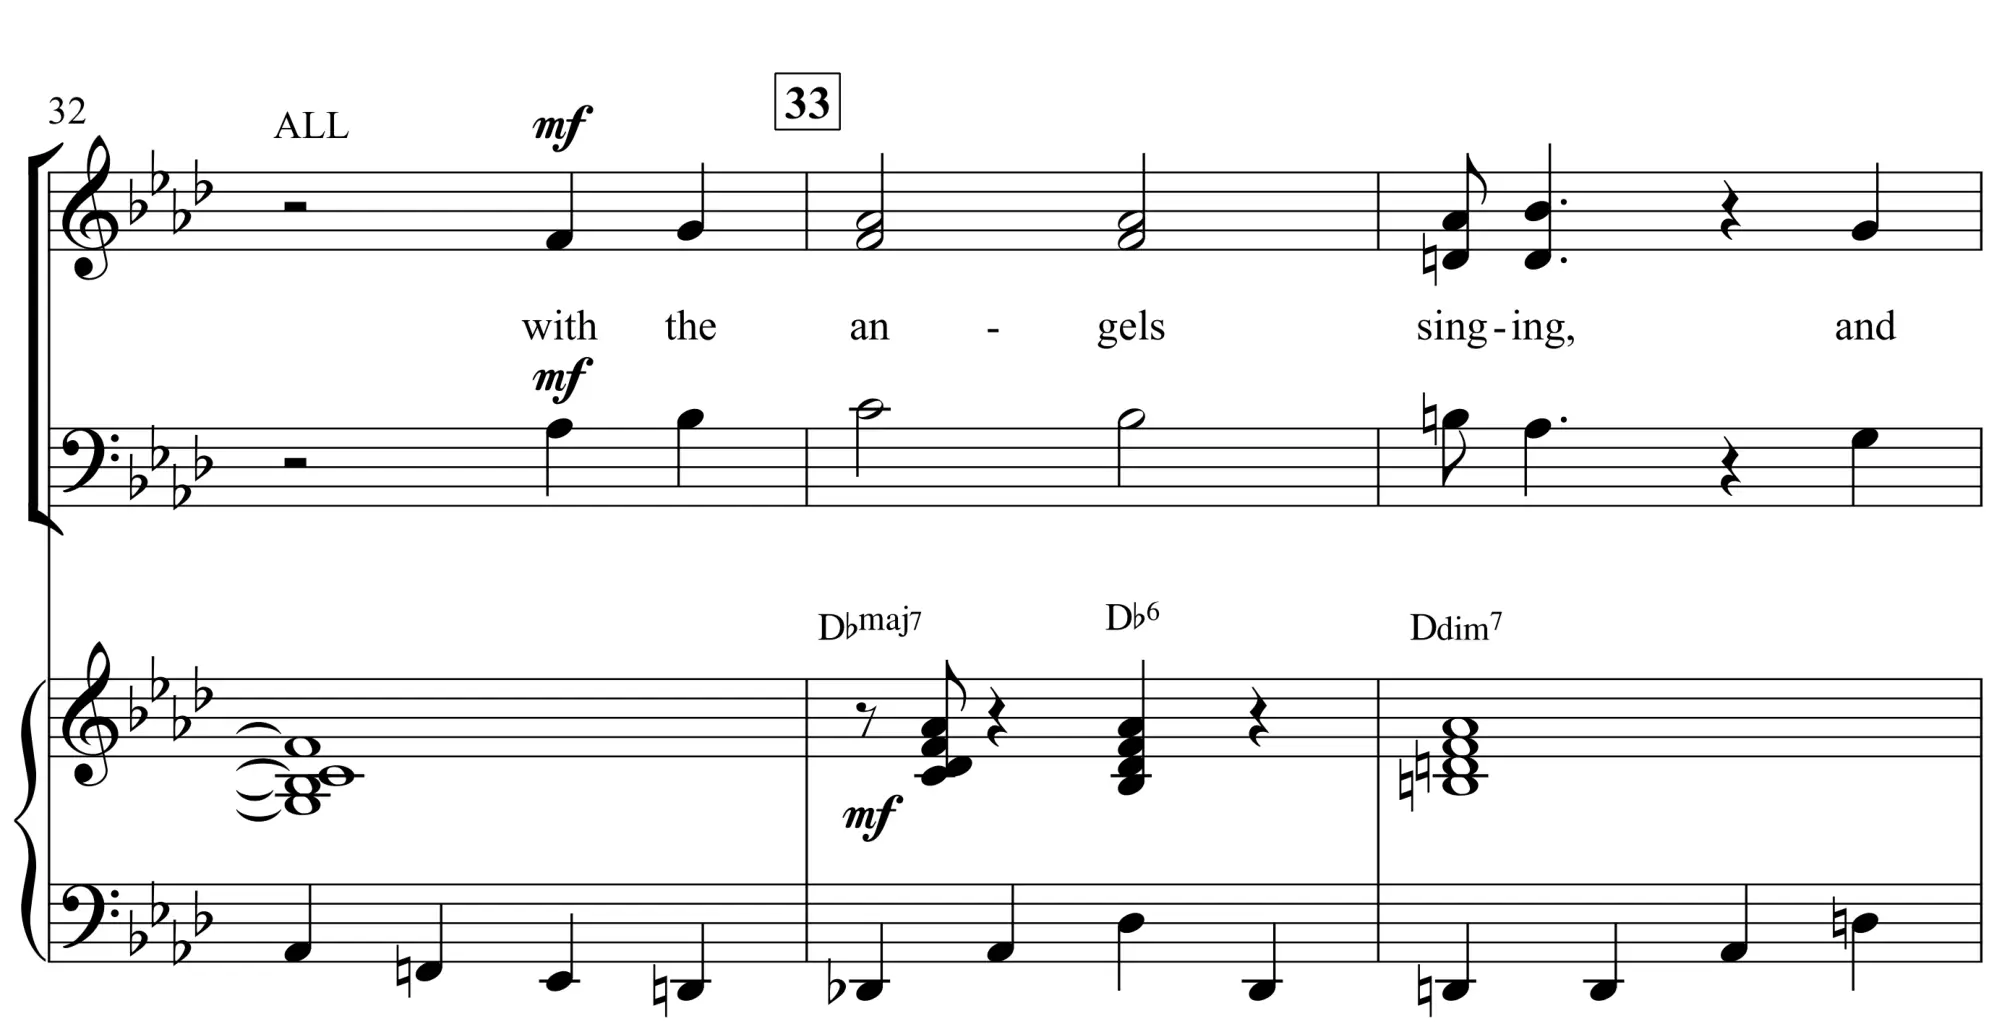 32
ALL
mf
33
with the an - gels sing - ing, and
mf
D♭maj7 D♭6 Ddim7
mf